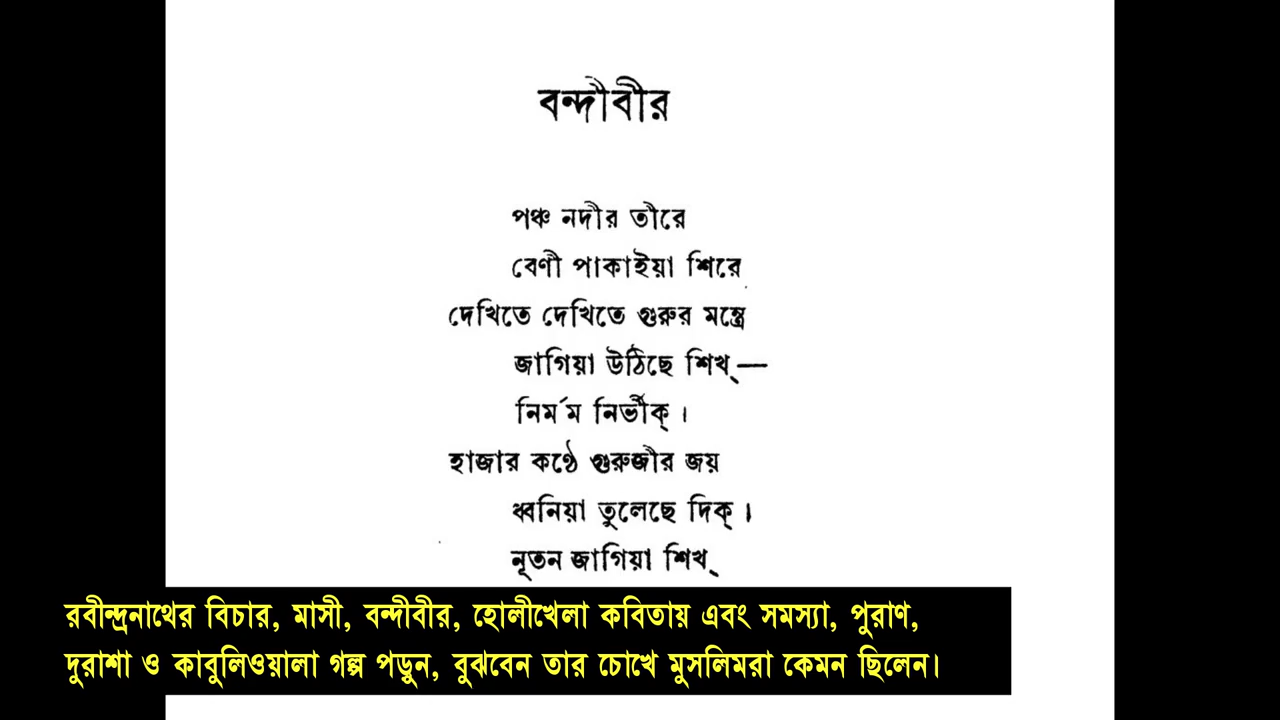 বন্দীবীর
পঞ্চ নদীর তীরে
বেণী পাকাইয়া শিরে
দেখিতে দেখিতে গুরুর মন্ত্রে
জাগিয়া উঠিছে শিখ্—
নির্মম নির্ভীক্।
হাজার কণ্ঠে গুরুজীর জয়
ধ্বনিয়া তুলেছে দিক্।
নূতন জাগিয়া শিখ্
রবীন্দ্রনাথের বিচার, মাসী, বন্দীবীর, হোলীখেলা কবিতায় এবং সমস্যা, পুরাণ,
দুরাশা ও কাবুলিওয়ালা গল্প পড়ুন, বুঝবেন তার চোখে মুসলিমরা কেমন ছিলেন।